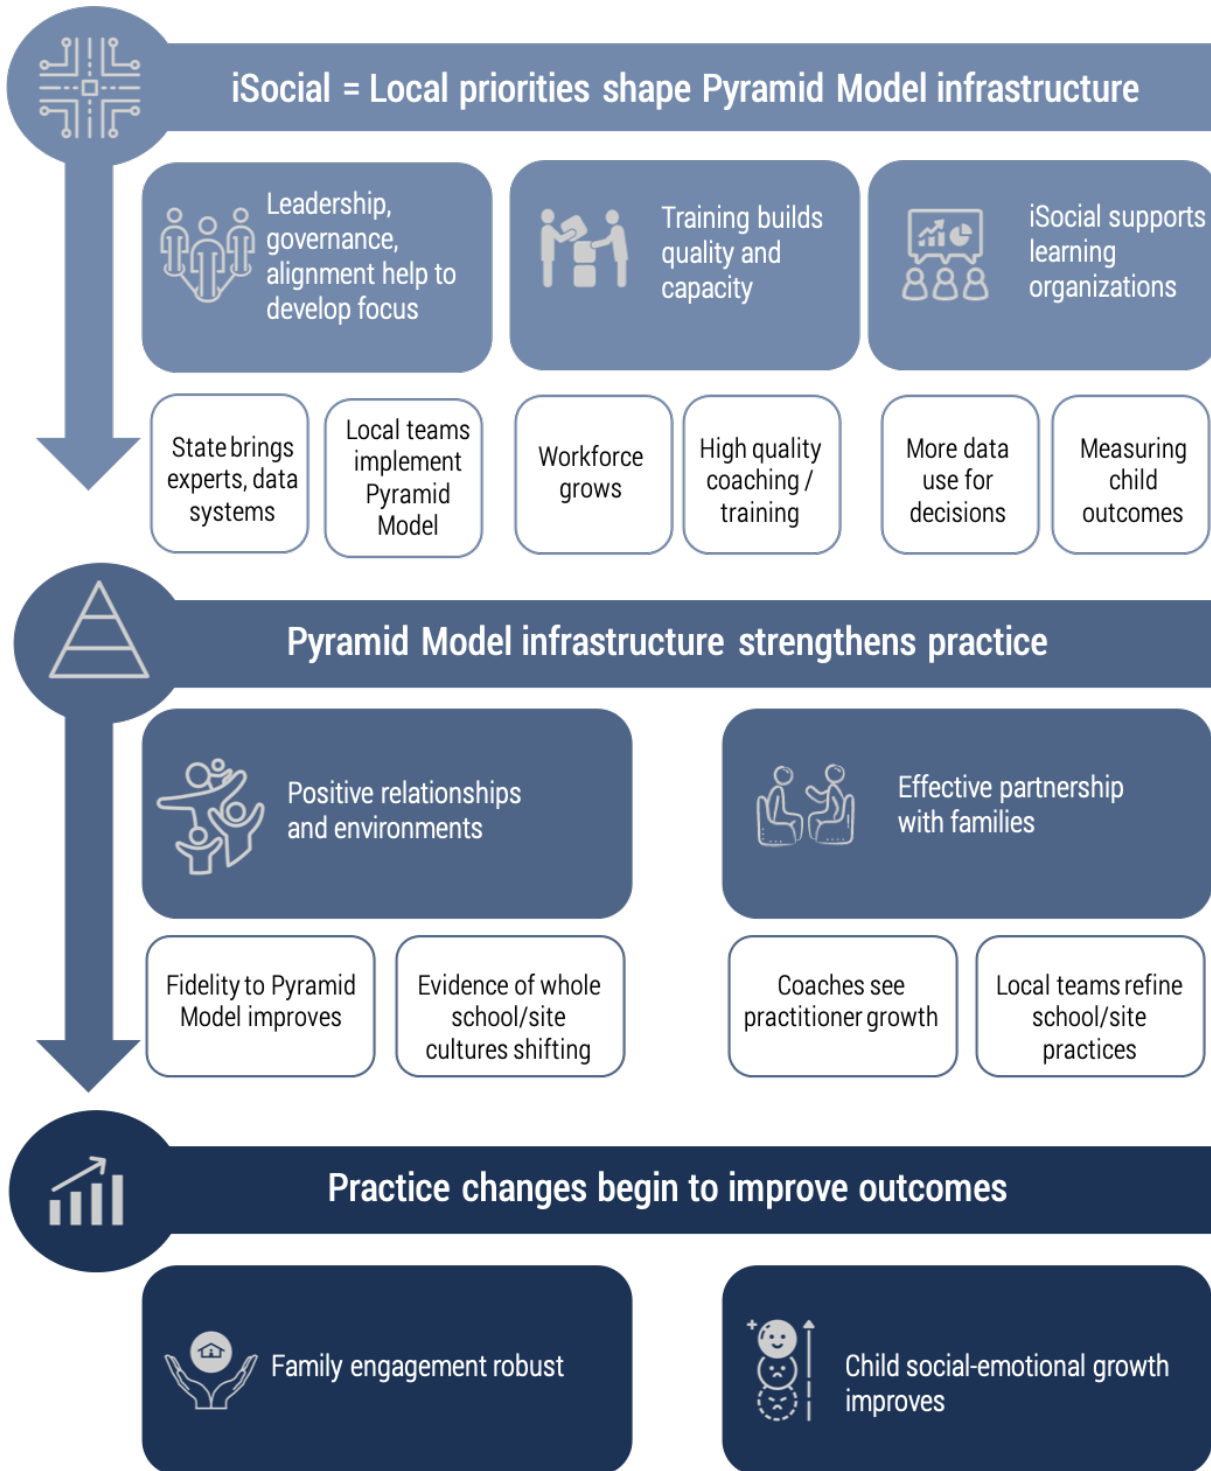 iSocial = Local priorities shape Pyramid Model infrastructure
Leadership,
governance,
alignment help to
develop focus
Training builds
quality and
capacity
iSocial supports
learning
organizations
State brings
experts, data
systems
Local teams
implement
Pyramid
Model
Workforce
grows
High quality
coaching /
training
More data
use for
decisions
Measuring
child
outcomes
Pyramid Model infrastructure strengthens practice
Positive relationships
and environments
Effective partnership
with families
Fidelity to Pyramid
Model improves
Evidence of whole
school/site
cultures shifting
Coaches see
practitioner growth
Local teams refine
school/site
practices
Practice changes begin to improve outcomes
Family engagement robust
Child social-emotional growth
improves